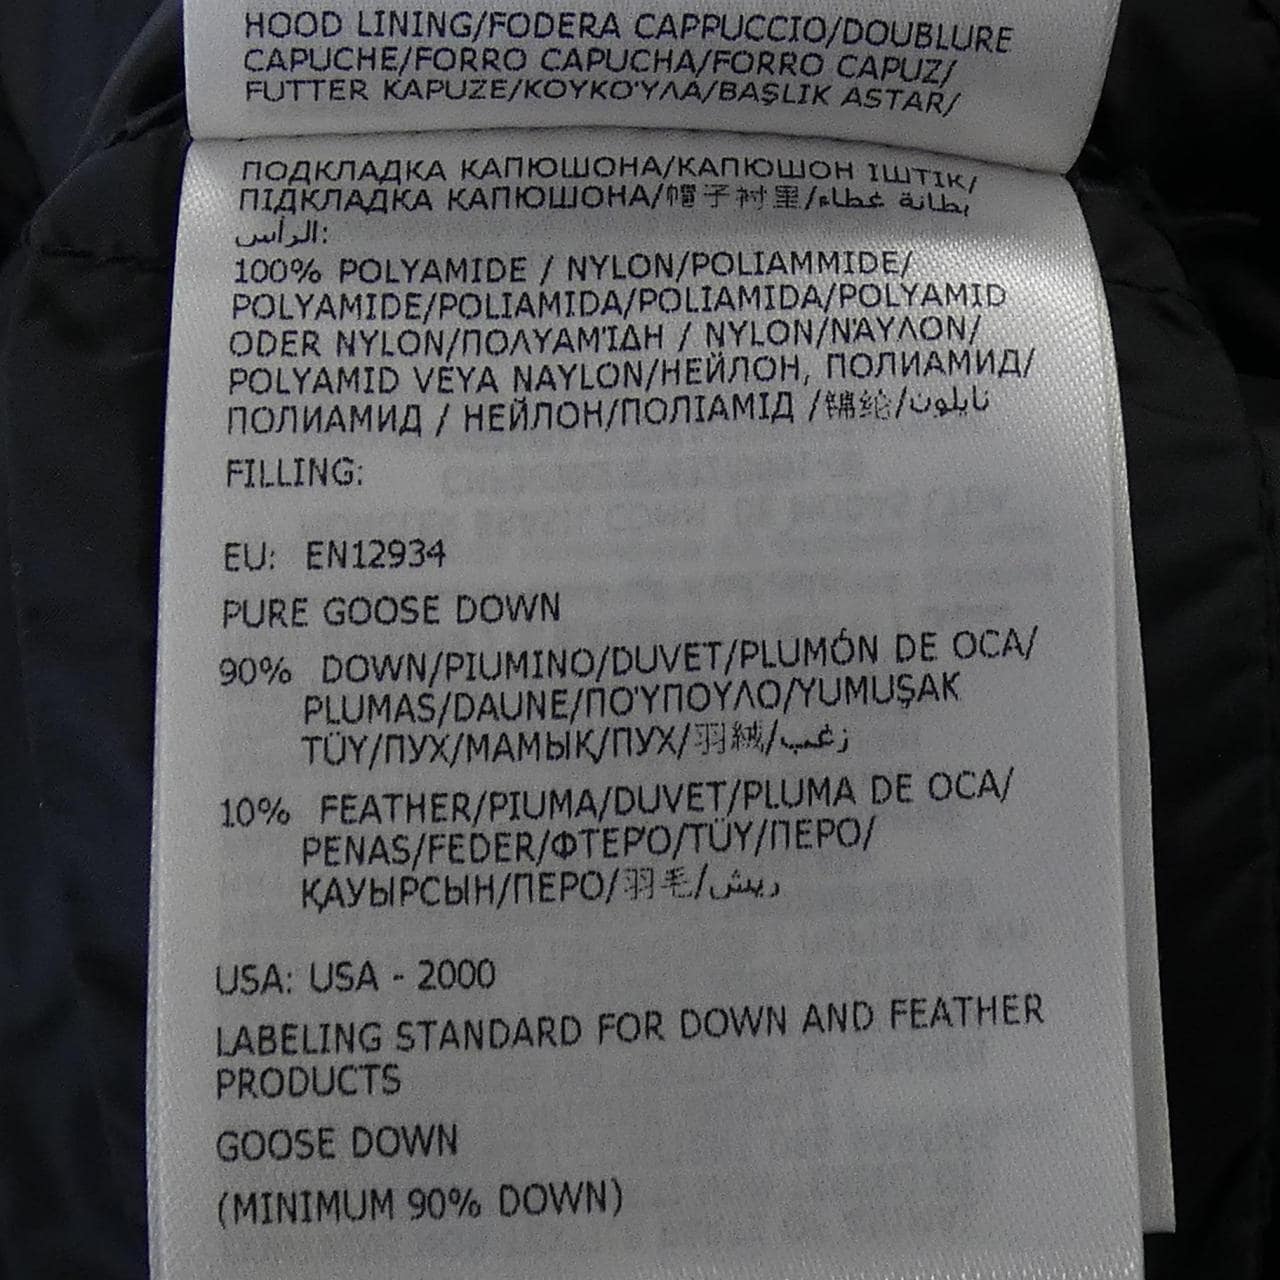 HOOD LINING/FODERA CAPPUCCIO/DOUBLURE
CAPUCHE/FORRO CAPUCHA/FORRO CAPUZ/
FUTTER KAPUZE/ΚΟΥΚΟΎΛΑ/BAŞLIK ASTAR/
ПОДКЛАДКА КАПЮШОНА/КАПЮШОН ІШТІК/
ПІДКЛАДКА КАПЮШОНА/帽子衬里/بطانة غطاء
الرأس:
100% POLYAMIDE / NYLON/POLIAMMIDE/
POLYAMIDE/POLIAMIDA/POLIAMIDA/POLYAMID
ODER NYLON/ΠΟΛΥΑΜΊΔΗ / NYLON/ΝΆΥΛΟΝ/
POLYAMID VEYA NAYLON/НЕЙЛОН, ПОЛИАМИД/
ПОЛИАМИД / НЕЙЛОН/ПОЛІАМІД /锦纶/نايلون
FILLING:
EU: EN12934
PURE GOOSE DOWN
90% DOWN/PIUMINO/DUVET/PLUMÓN DE OCA/
PLUMAS/DAUNE/ΠΟΎΠΟΥΛΟ/YUMUŞAK
TÜY/ПУХ/МАМЫҚ/ПУХ/羽絨/زغب
10% FEATHER/PIUMA/DUVET/PLUMA DE OCA/
PENAS/FEDER/ΦΤΕΡΌ/TÜY/ПЕРО/
ҚАУЫРСЫН/ПЕРО/羽毛/ريش
USA: USA - 2000
LABELING STANDARD FOR DOWN AND FEATHER
PRODUCTS
GOOSE DOWN
(MINIMUM 90% DOWN)